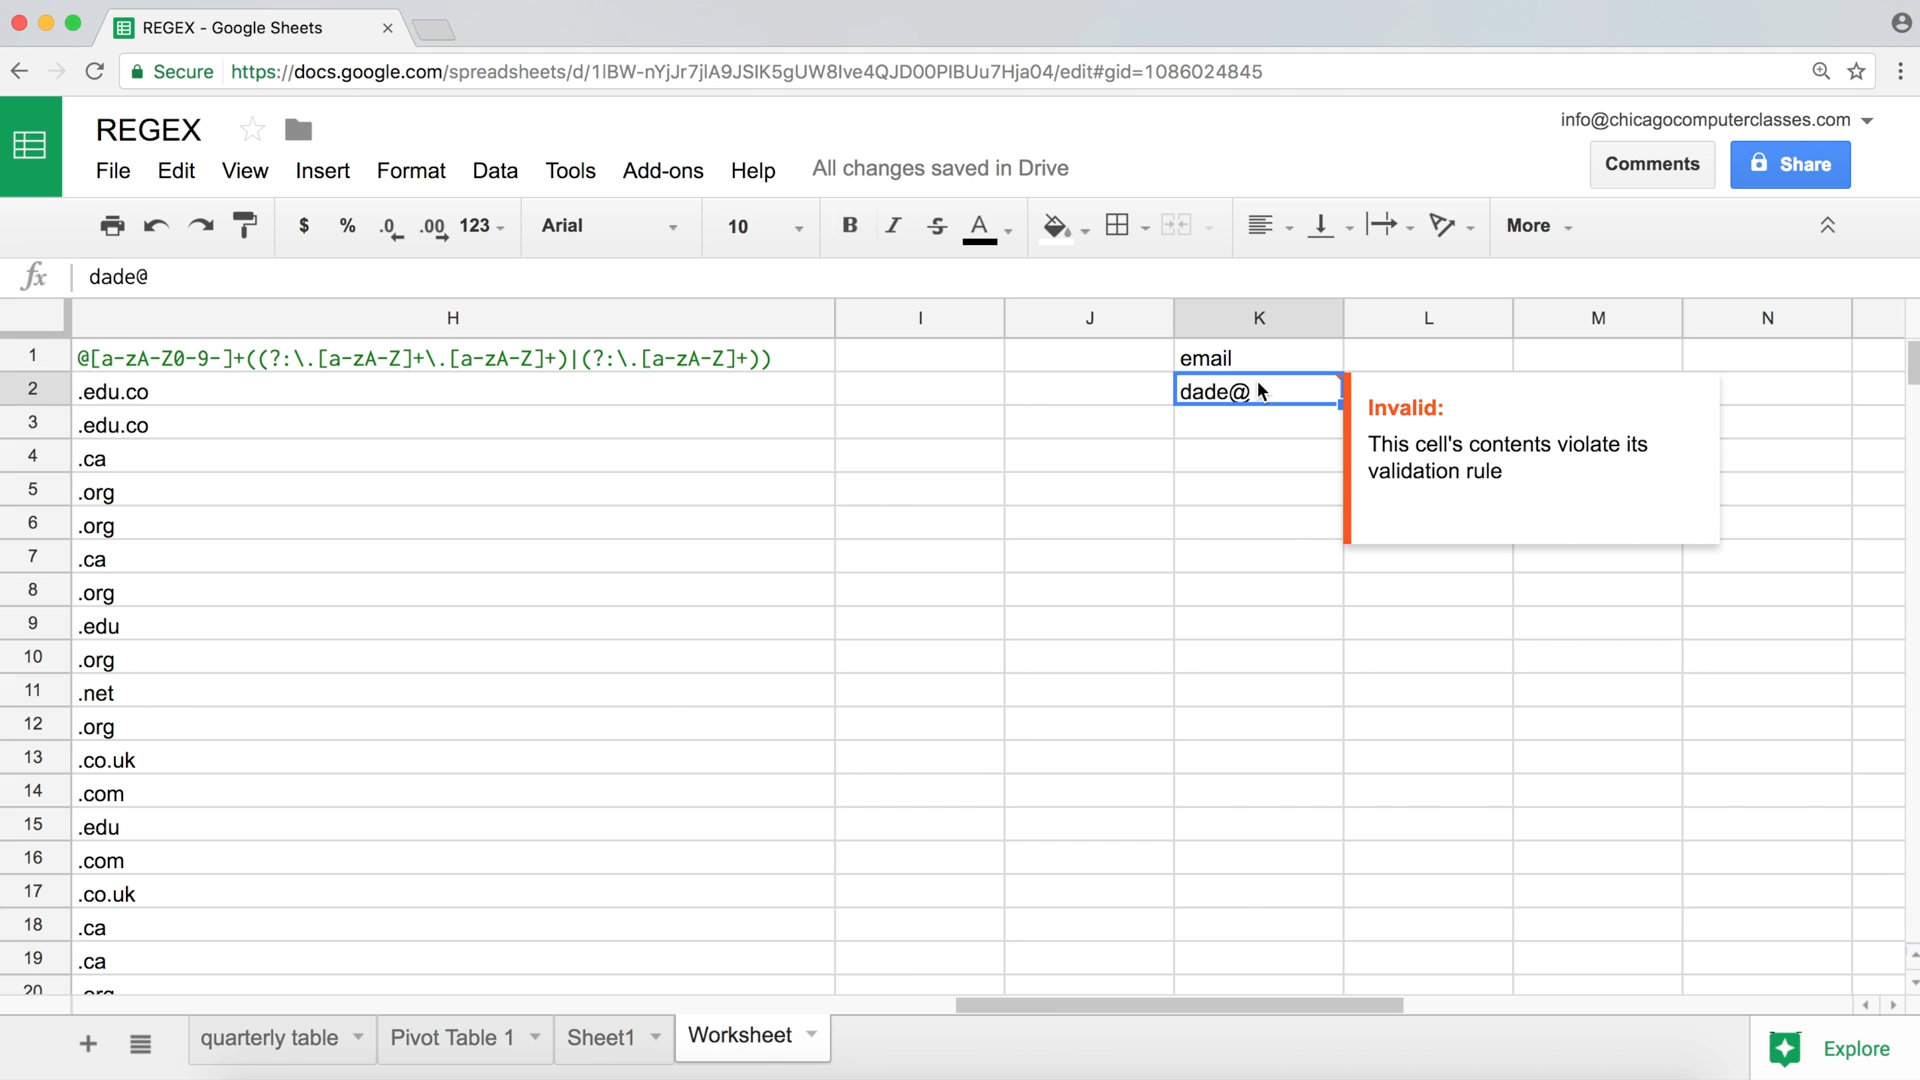 REGEX - Google Sheets
Secure https://docs.google.com/spreadsheets/d/1IBW-nYjJr7jlA9JSIK5gUW8Ive4QJD00PIBUu7Hja04/edit#gid=1086024845
REGEX
info@chicagocomputerclasses.com
File Edit View Insert Format Data Tools Add-ons Help All changes saved in Drive
Comments Share
$ % .0 .00 123 Arial 10 B I S A More
fx dade@
H I J K L M N
1 @[a-zA-Z0-9-]+((?:\.[a-zA-Z]+\.[a-zA-Z]+)|(?:\.[a-zA-Z]+)) email
2 .edu.co dade@
Invalid:
This cell's contents violate its
validation rule
3 .edu.co
4 .ca
5 .org
6 .org
7 .ca
8 .org
9 .edu
10 .org
11 .net
12 .org
13 .co.uk
14 .com
15 .edu
16 .com
17 .co.uk
18 .ca
19 .ca
20 .org
quarterly table Pivot Table 1 Sheet1 Worksheet
Explore